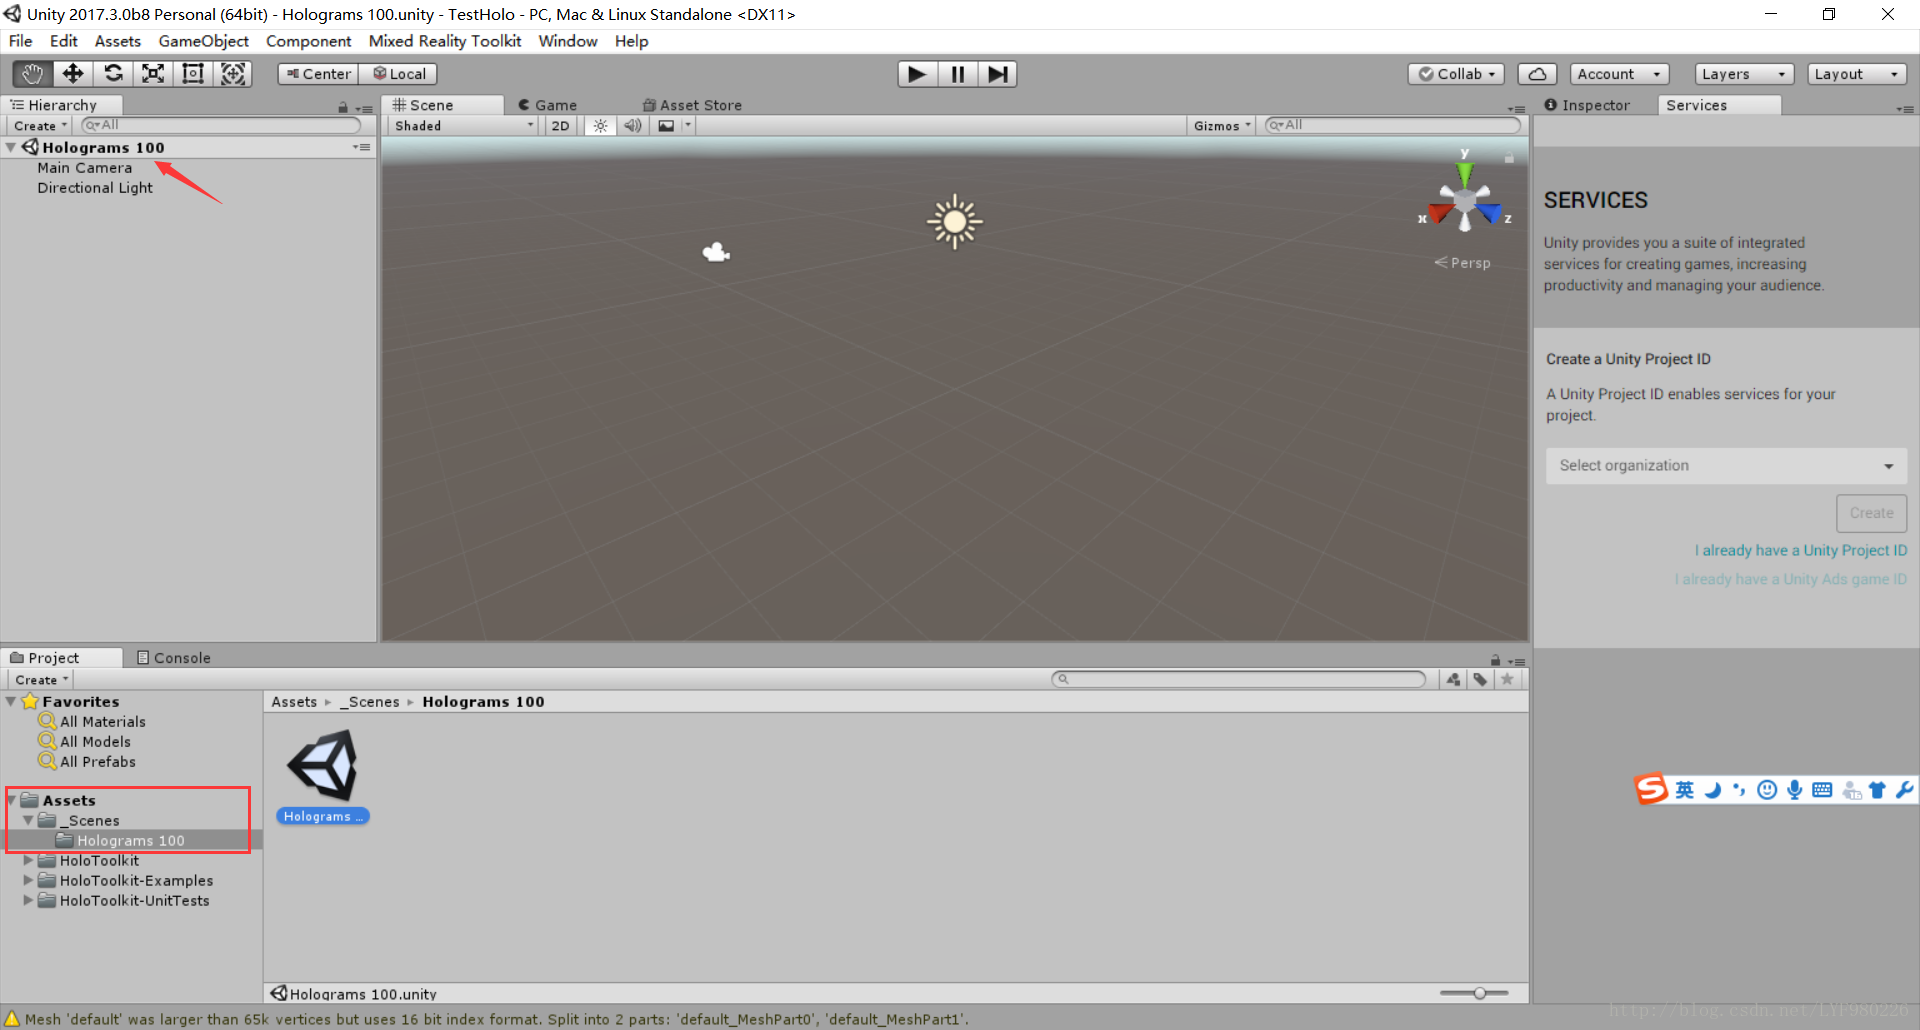 Unity 2017.3.0b8 Personal (64bit) - Holograms 100.unity - TestHolo - PC, Mac & Linux Standalone <DX11>
File Edit Assets GameObject Component Mixed Reality Toolkit Window Help
Center Local Collab Account Layers Layout
Hierarchy
Create All
Holograms 100
Main Camera
Directional Light
Scene Game Asset Store
Shaded 2D Gizmos All
y
x z
Persp
Inspector Services
SERVICES
Unity provides you a suite of integrated
services for creating games, increasing
productivity and managing your audience.
Create a Unity Project ID
A Unity Project ID enables services for your
project.
Select organization
Create
I already have a Unity Project ID
I already have a Unity Ads game ID
Project Console
Create
Favorites
All Materials
All Models
All Prefabs
Assets
_Scenes
Holograms 100
HoloToolkit
HoloToolkit-Examples
HoloToolkit-UnitTests
Assets _Scenes Holograms 100
Holograms ...
Holograms 100.unity
S 英
Mesh 'default' was larger than 65k vertices but uses 16 bit index format. Split into 2 parts: 'default_MeshPart0', 'default_MeshPart1'.
http://blog.csdn.net/LYF980226